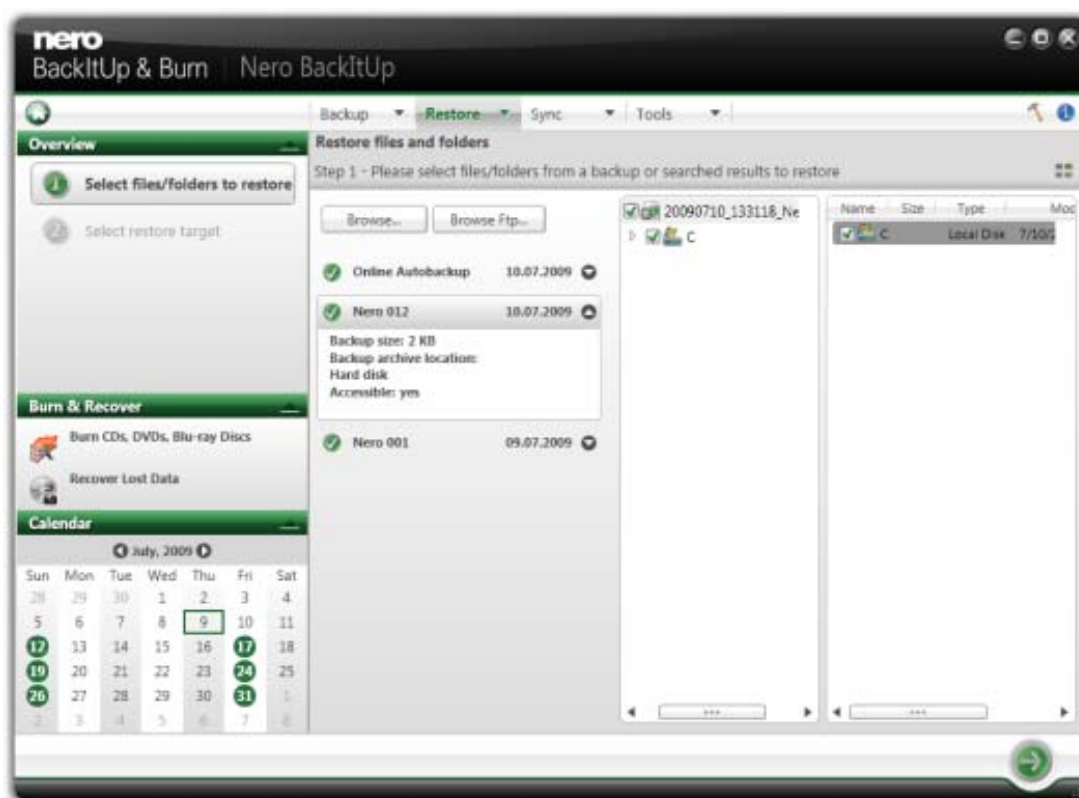 nero
BackItUp & Burn Nero BackItUp
Backup Restore Sync Tools
Overview
Select files/folders to restore
Select restore target
Burn & Recover
Burn CDs, DVDs, Blu-ray Discs
Recover Lost Data
Calendar
July, 2009
Sun Mon Tue Wed Thu Fri Sat
28 29 30 1 2 3 4
5 6 7 8 9 10 11
12 13 14 15 16 17 18
19 20 21 22 23 24 25
26 27 28 29 30 31 1
2 3 4 5 6 7 8
Restore files and folders
Step 1 - Please select files/folders from a backup or searched results to restore
Browse... Browse Ftp...
Online Autobackup 10.07.2009
Nero 012 10.07.2009
Backup size: 2 KB
Backup archive location:
Hard disk
Accessible: yes
Nero 001 09.07.2009
20090710_133118_Ne
C
Name Size Type Moc
C Local Disk 7/10/2